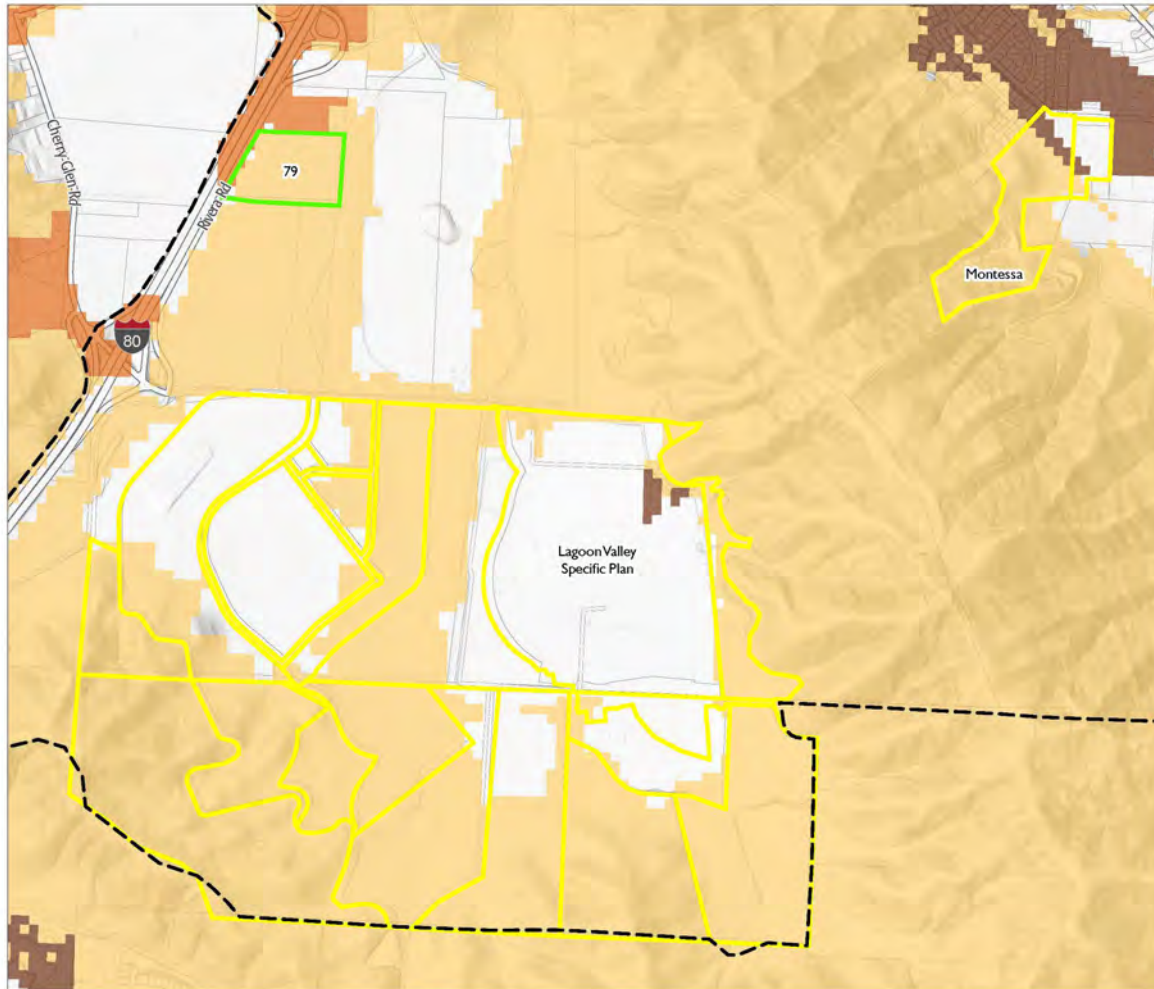 Cherry-Glen-Rd
79
Rivera-Rd
Montessa
80
Lagoon Valley
Specific Plan